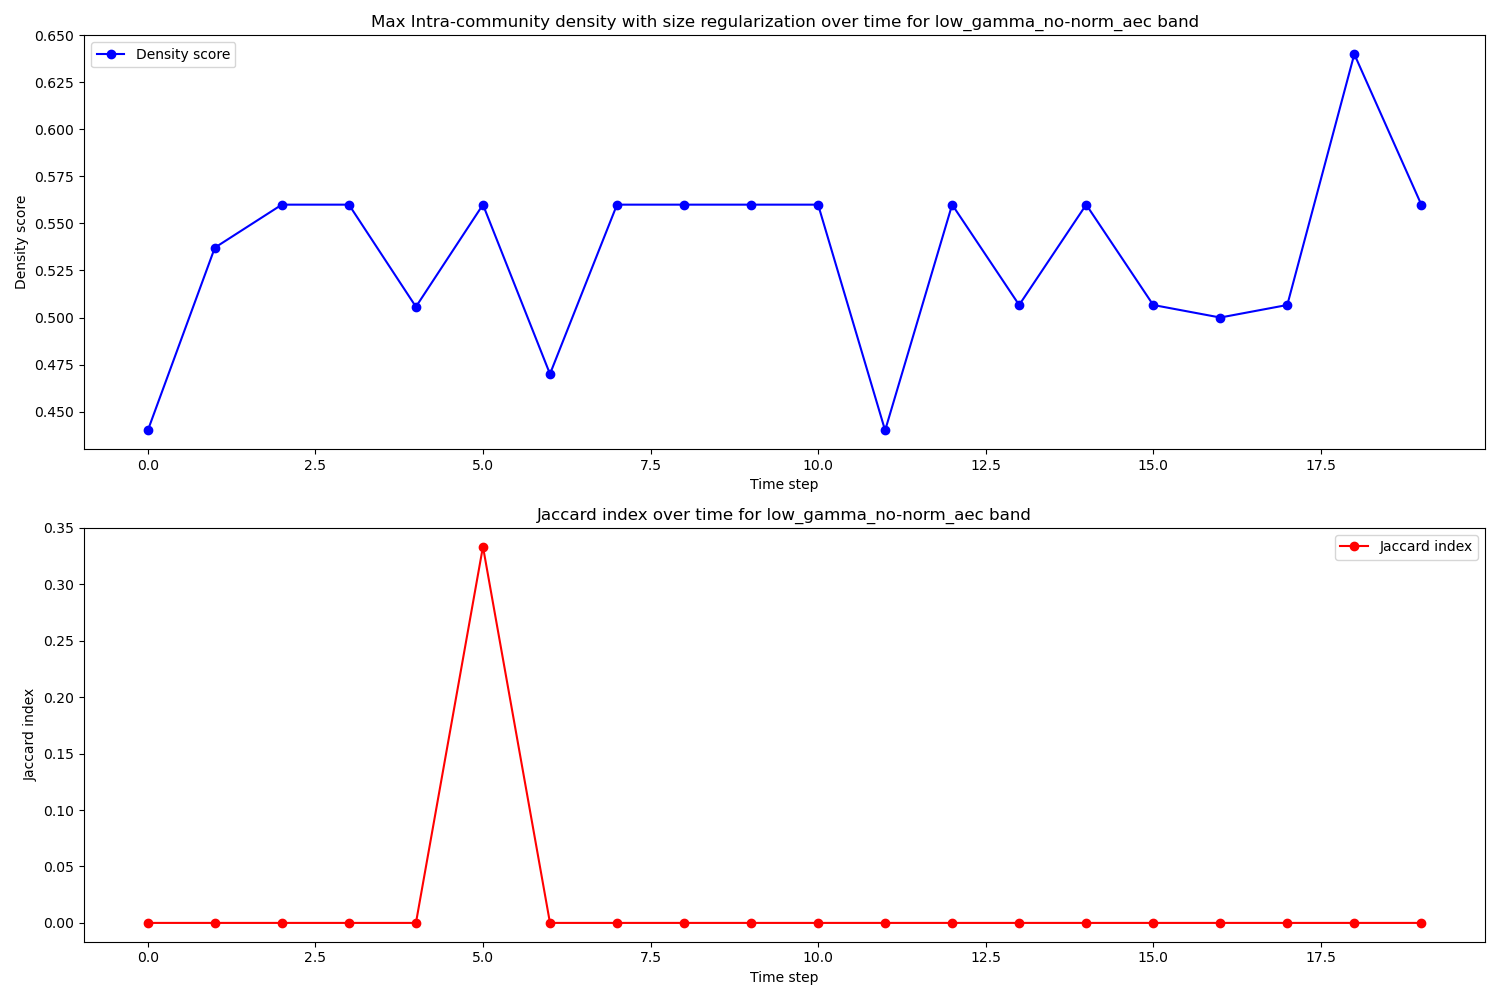 Max Intra-community density with size regularization over time for low_gamma_no-norm_aec band
Density score
0.650
0.625
0.600
0.575
0.550
0.525
0.500
0.475
0.450
Density score
0.0 2.5 5.0 7.5 10.0 12.5 15.0 17.5
Time step
Jaccard index over time for low_gamma_no-norm_aec band
Jaccard index
0.35
0.30
0.25
0.20
0.15
0.10
0.05
0.00
Jaccard index
0.0 2.5 5.0 7.5 10.0 12.5 15.0 17.5
Time step